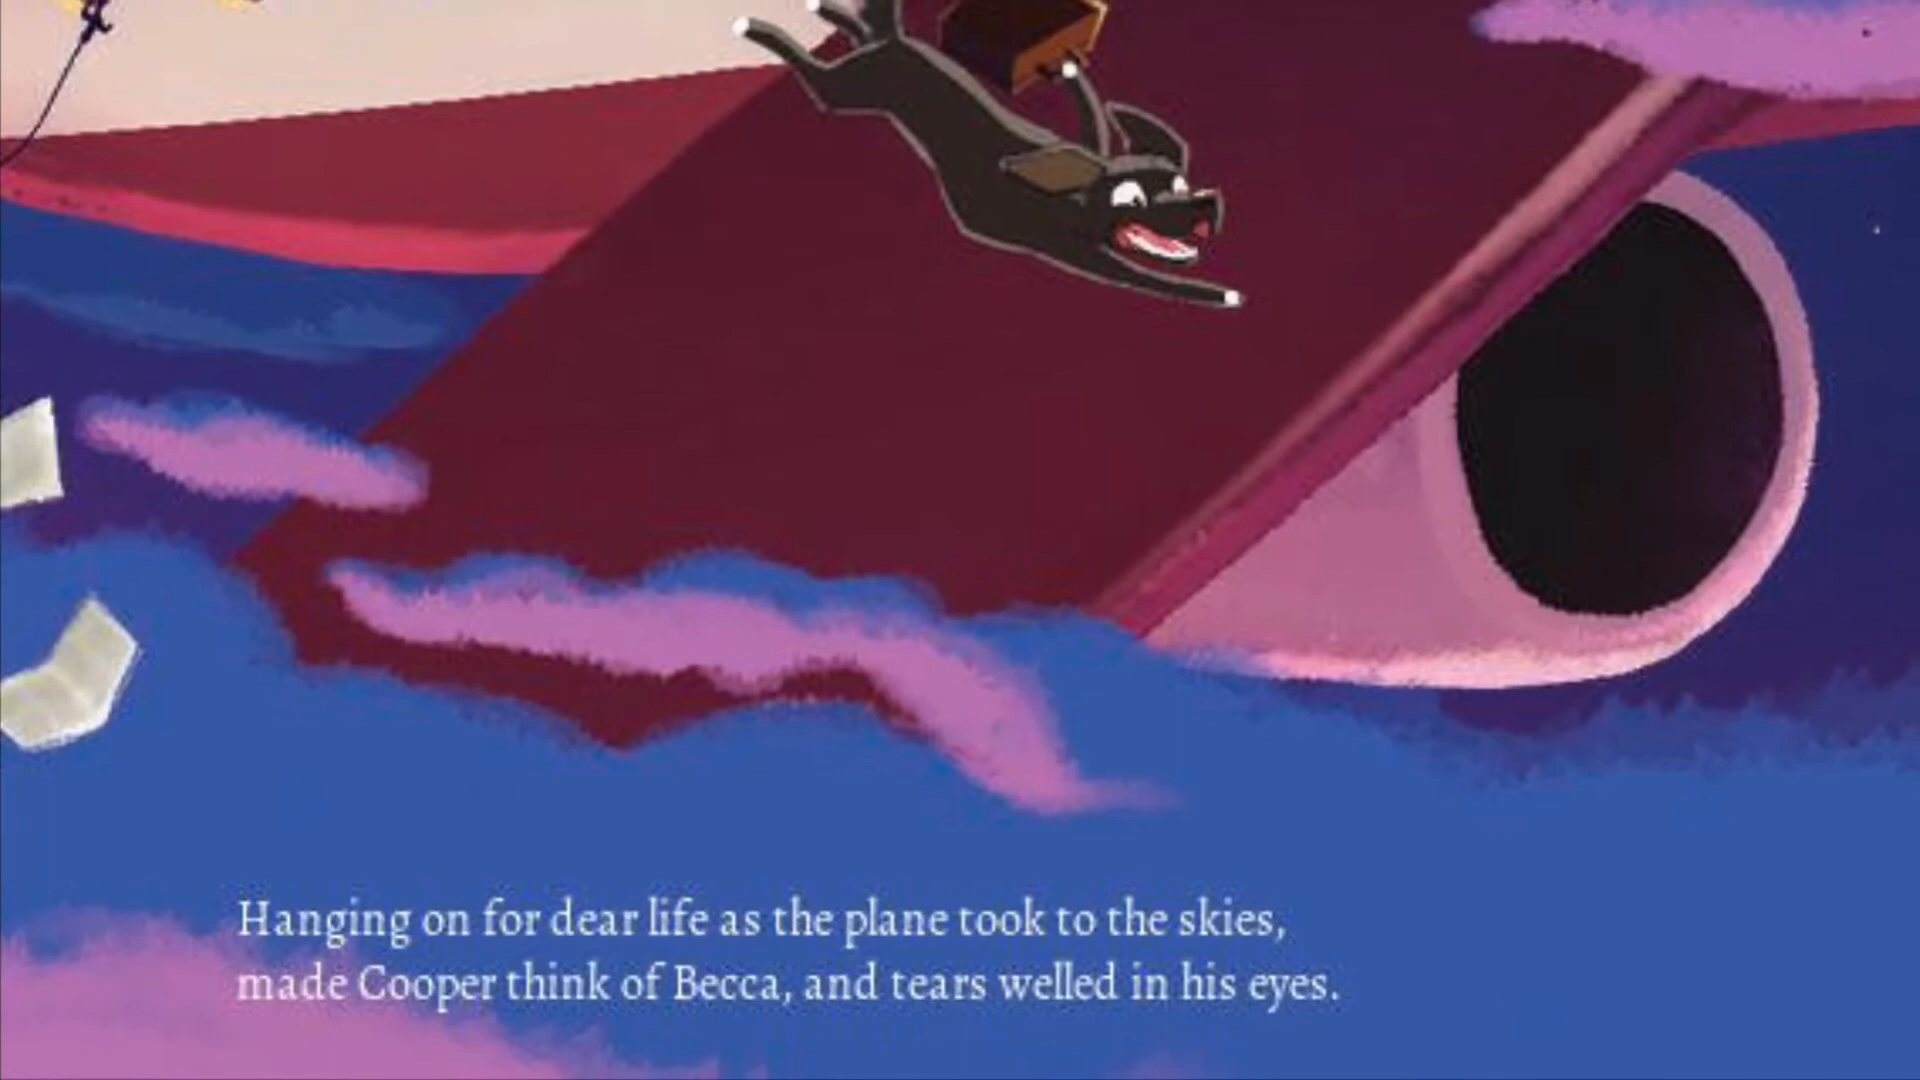 Hanging on for dear life as the plane took to the skies,
made Cooper think of Becca, and tears welled in his eyes.